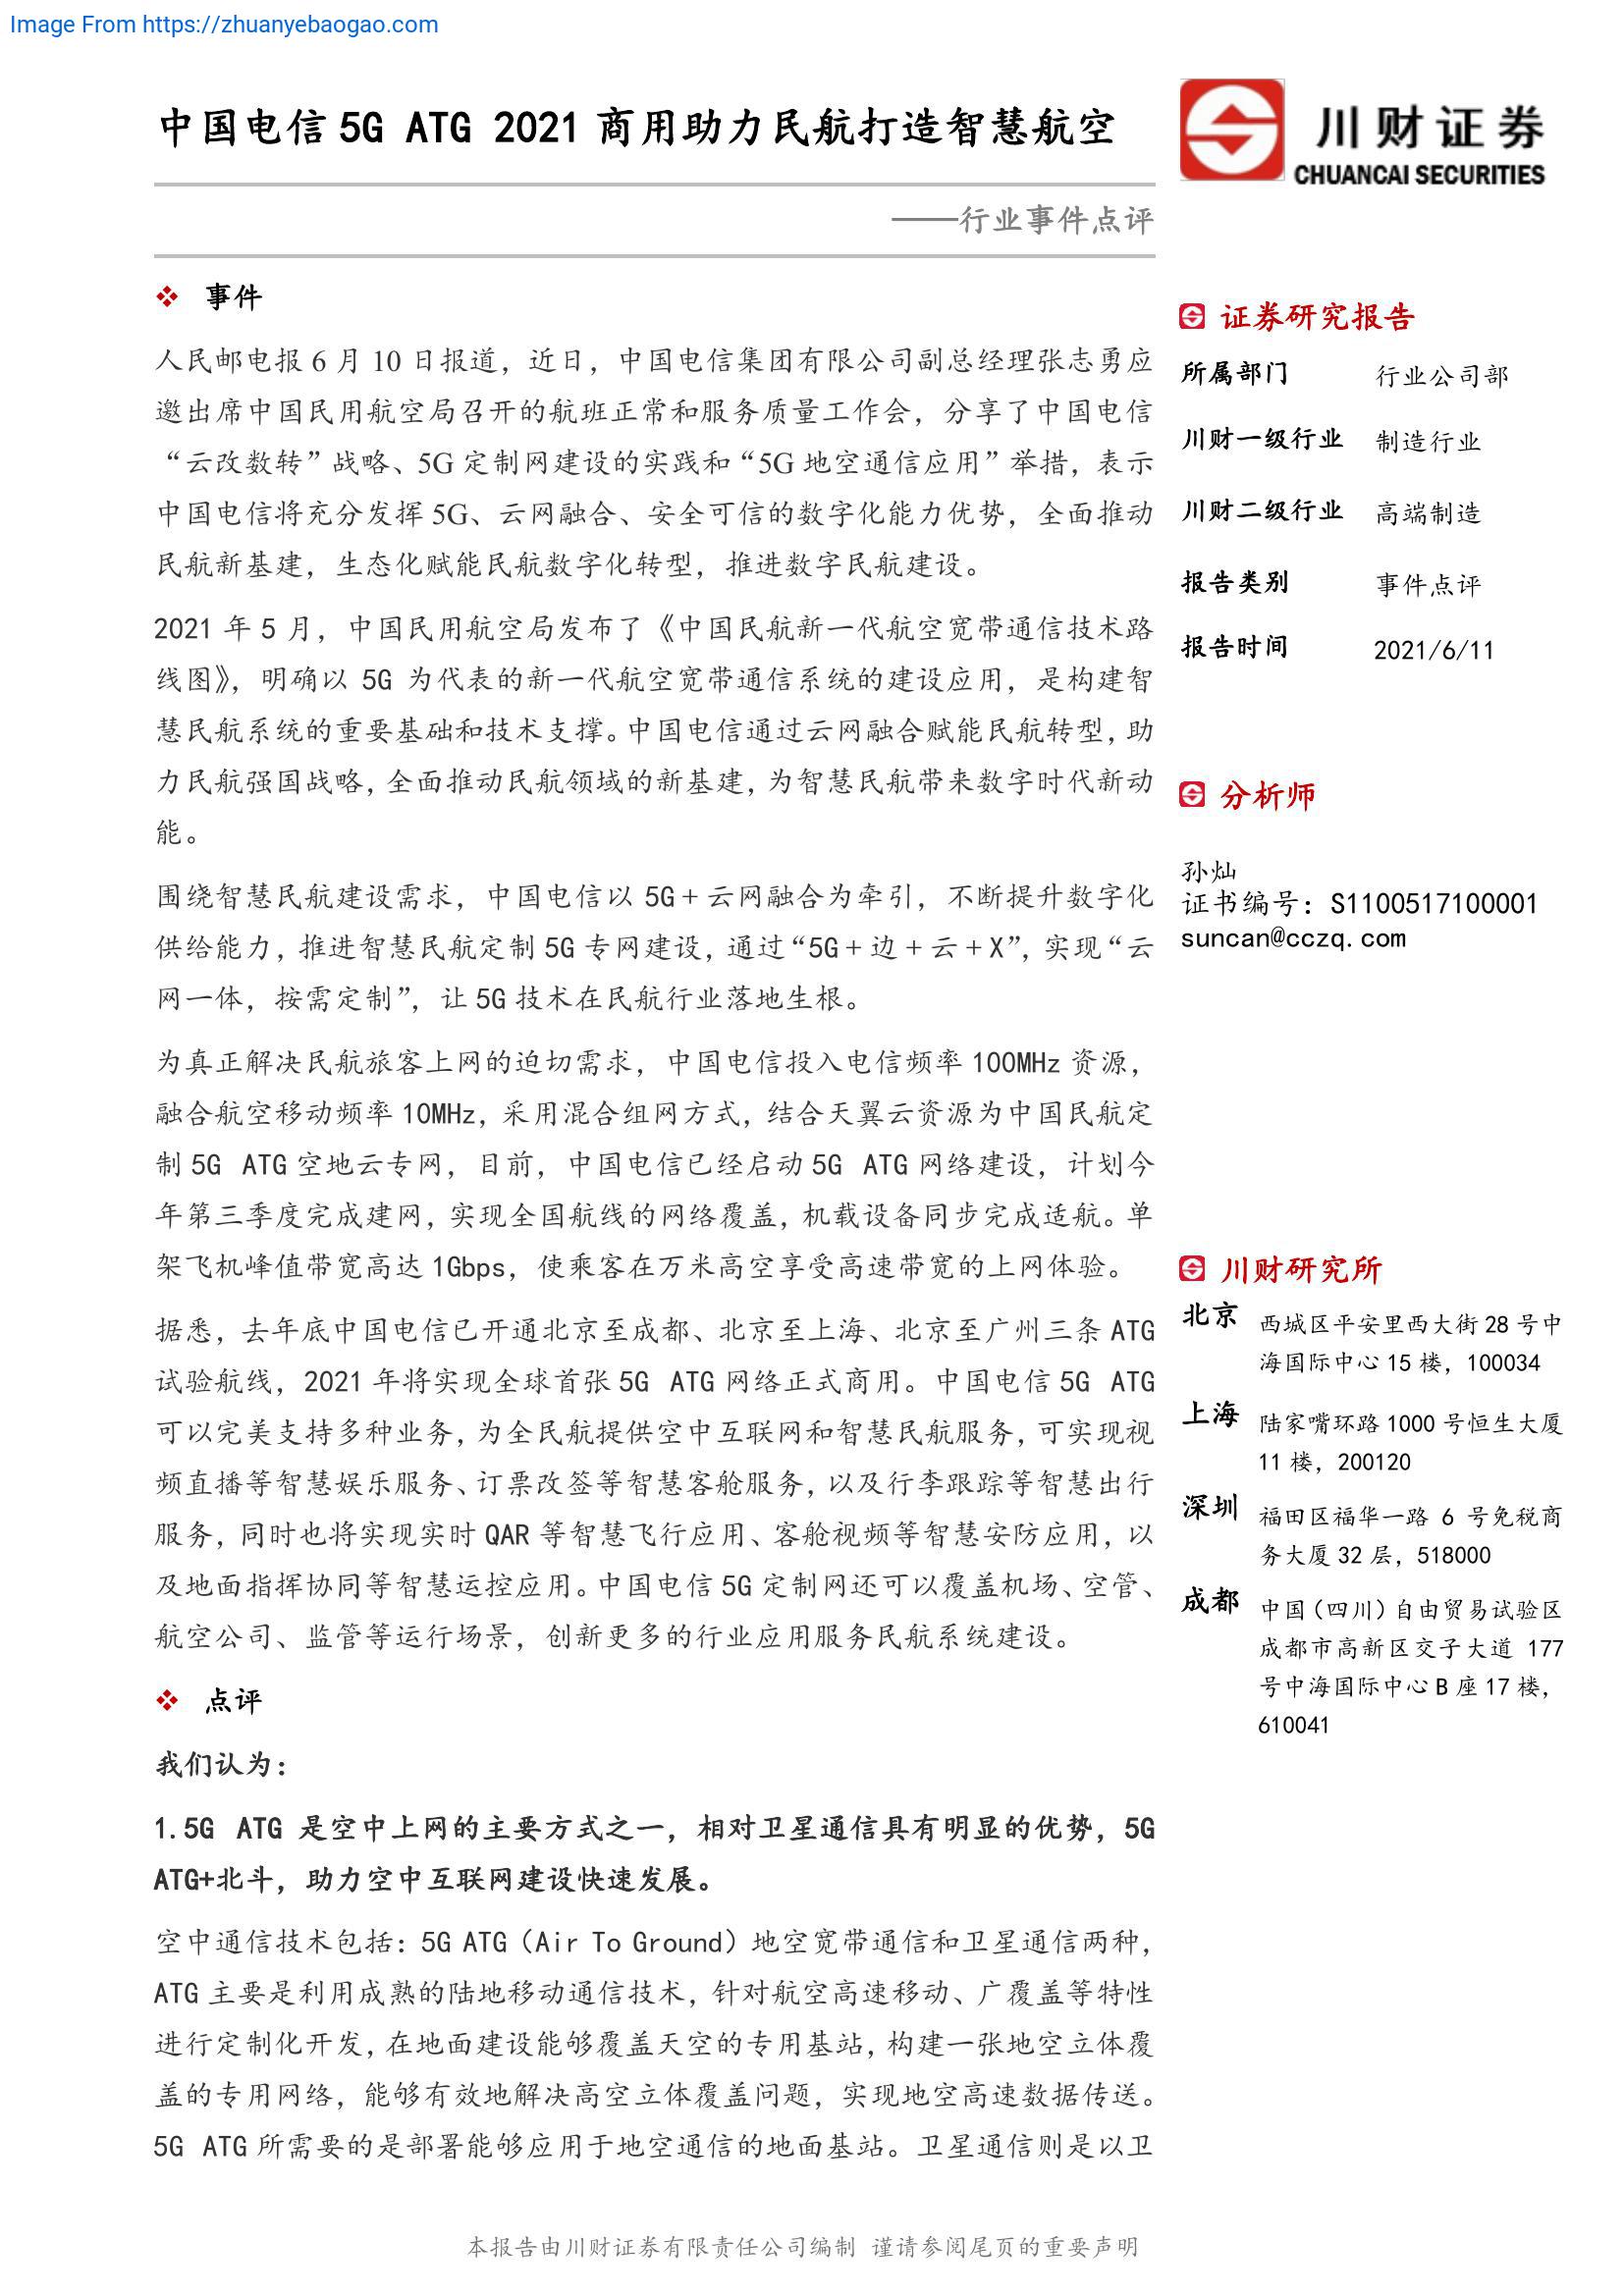 Image From https://zhuanyebaogao.com
中国电信 5G ATG 2021 商用助力民航打造智慧航空
——行业事件点评
川财证券
CHUANCAI SECURITIES
❖ 事件
人民邮电报 6 月 10 日报道，近日，中国电信集团有限公司副总经理张志勇应
邀出席中国民用航空局召开的航班正常和服务质量工作会，分享了中国电信
“云改数转”战略、5G 定制网建设的实践和“5G 地空通信应用”举措，表示
中国电信将充分发挥 5G、云网融合、安全可信的数字化能力优势，全面推动
民航新基建，生态化赋能民航数字化转型，推进数字民航建设。
2021 年 5 月，中国民用航空局发布了《中国民航新一代航空宽带通信技术路
线图》，明确以 5G 为代表的新一代航空宽带通信系统的建设应用，是构建智
慧民航系统的重要基础和技术支撑。中国电信通过云网融合赋能民航转型，助
力民航强国战略，全面推动民航领域的新基建，为智慧民航带来数字时代新动
能。
围绕智慧民航建设需求，中国电信以 5G＋云网融合为牵引，不断提升数字化
供给能力，推进智慧民航定制 5G 专网建设，通过“5G＋边＋云＋X”，实现“云
网一体，按需定制”，让 5G 技术在民航行业落地生根。
为真正解决民航旅客上网的迫切需求，中国电信投入电信频率 100MHz 资源，
融合航空移动频率 10MHz，采用混合组网方式，结合天翼云资源为中国民航定
制 5G ATG 空地云专网，目前，中国电信已经启动 5G ATG 网络建设，计划今
年第三季度完成建网，实现全国航线的网络覆盖，机载设备同步完成适航。单
架飞机峰值带宽高达 1Gbps，使乘客在万米高空享受高速带宽的上网体验。
据悉，去年底中国电信已开通北京至成都、北京至上海、北京至广州三条 ATG
试验航线，2021 年将实现全球首张 5G ATG 网络正式商用。中国电信 5G ATG
可以完美支持多种业务，为全民航提供空中互联网和智慧民航服务，可实现视
频直播等智慧娱乐服务、订票改签等智慧客舱服务，以及行李跟踪等智慧出行
服务，同时也将实现实时 QAR 等智慧飞行应用、客舱视频等智慧安防应用，以
及地面指挥协同等智慧运控应用。中国电信 5G 定制网还可以覆盖机场、空管、
航空公司、监管等运行场景，创新更多的行业应用服务民航系统建设。
❖ 点评
我们认为：
1.5G ATG 是空中上网的主要方式之一，相对卫星通信具有明显的优势，5G
ATG+北斗，助力空中互联网建设快速发展。
空中通信技术包括：5G ATG（Air To Ground）地空宽带通信和卫星通信两种，
ATG 主要是利用成熟的陆地移动通信技术，针对航空高速移动、广覆盖等特性
进行定制化开发，在地面建设能够覆盖天空的专用基站，构建一张地空立体覆
盖的专用网络，能够有效地解决高空立体覆盖问题，实现地空高速数据传送。
5G ATG 所需要的是部署能够应用于地空通信的地面基站。卫星通信则是以卫
证券研究报告
所属部门 行业公司部
川财一级行业 制造行业
川财二级行业 高端制造
报告类别 事件点评
报告时间 2021/6/11
分析师
孙灿
证书编号：S1100517100001
suncan@cczq.com
川财研究所
北京 西城区平安里西大街 28 号中
海国际中心 15 楼，100034
上海 陆家嘴环路 1000 号恒生大厦
11 楼，200120
深圳 福田区福华一路 6 号免税商
务大厦 32 层，518000
成都 中国（四川）自由贸易试验区
成都市高新区交子大道 177
号中海国际中心 B 座 17 楼，
610041
本报告由川财证券有限责任公司编制 谨请参阅尾页的重要声明